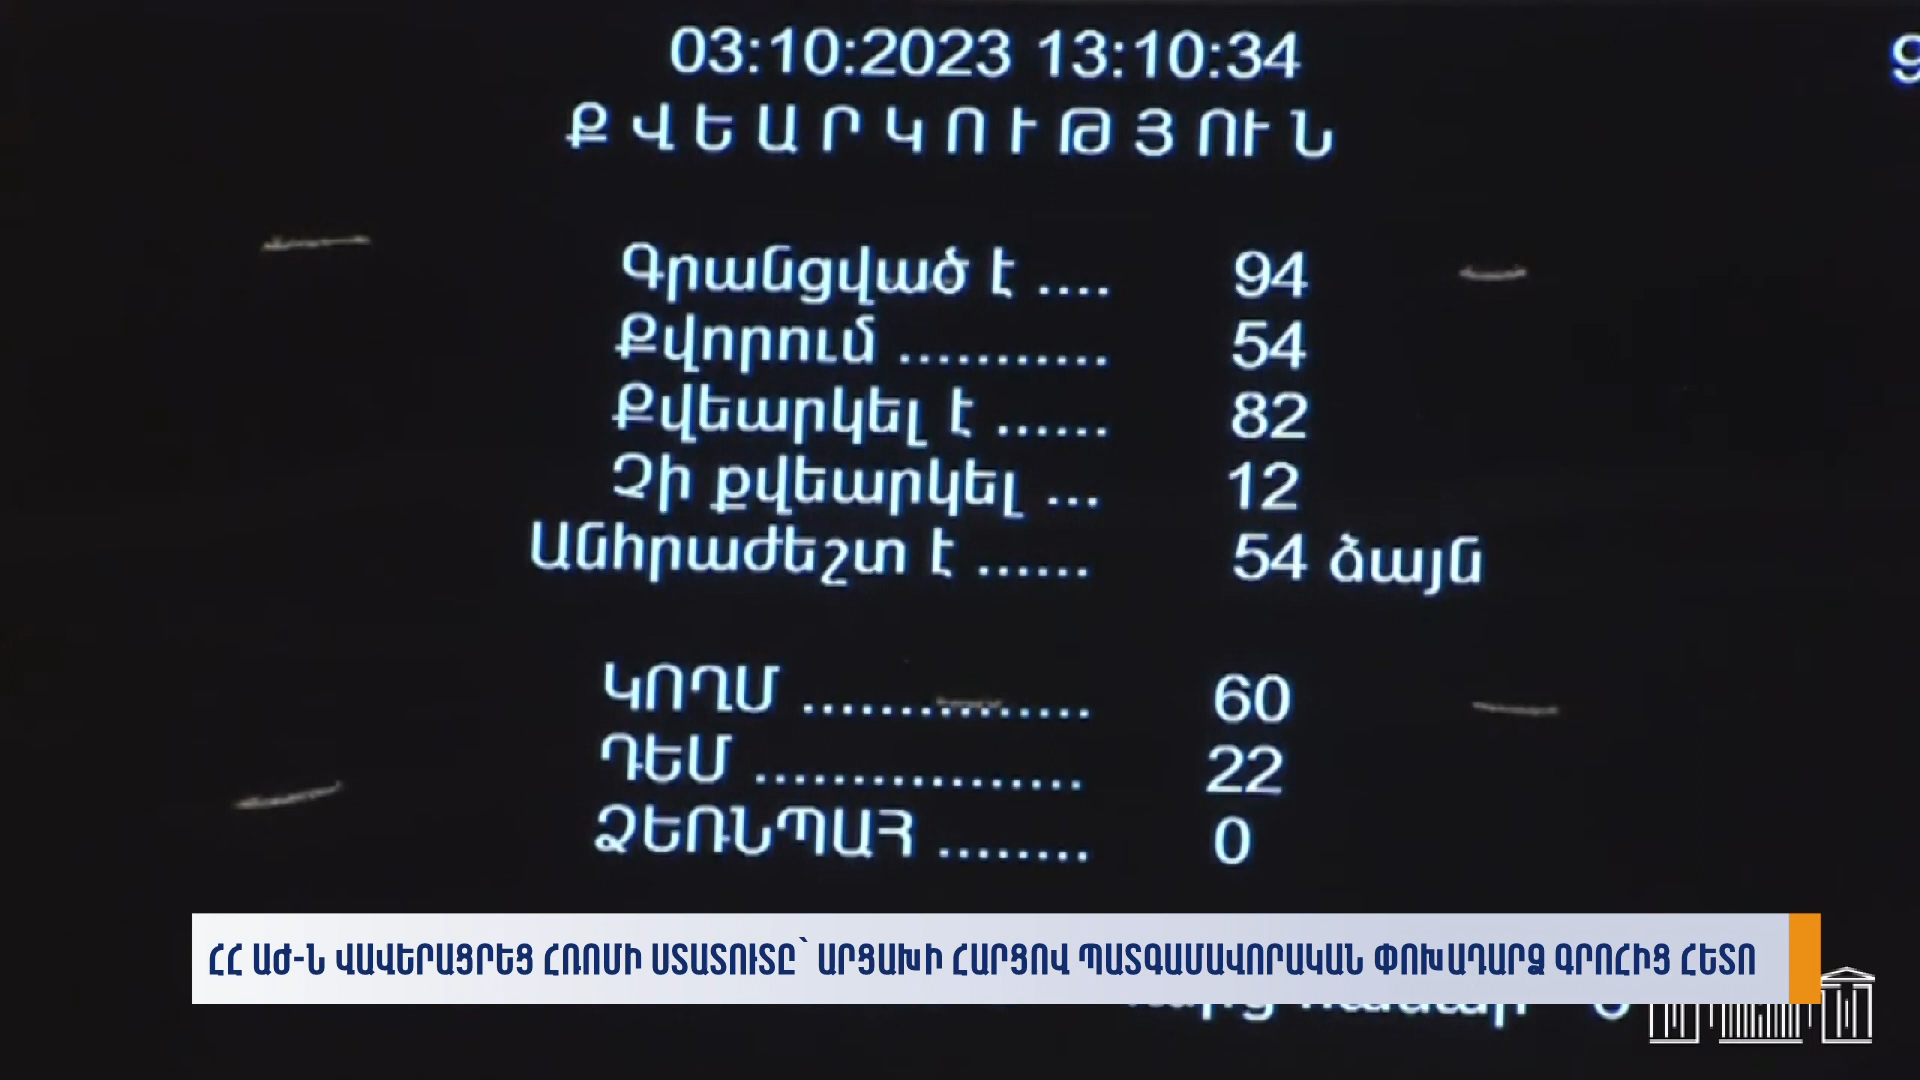 03:10:2023 13:10:34
ՔՎԵԱՐԿՈՒԹՅՈՒՆ
Գրանցված է .... 94
Քվորում ........... 54
Քվեարկել է ...... 82
Չի քվեարկել ... 12
Անհրաժեշտ է ...... 54 ձայն
ԿՈՂՄ ............... 60
ԴԵՄ ................. 22
ՁԵՌՆՊԱՀ ........ 0
ՀՀ ԱԺ-Ն ՎԱՎԵՐԱՑՐԵՑ ՀՌՈՄԻ ՍՏԱՏՈՒՏԸ՝ ԱՐՑԱԽԻ ՀԱՐՑՈՎ ՊԱՏԳԱՄԱՎՈՐԱԿԱՆ ՓՈԽԱԴԱՐՁ ԳՐՈՀԻՑ ՀԵՏՈ